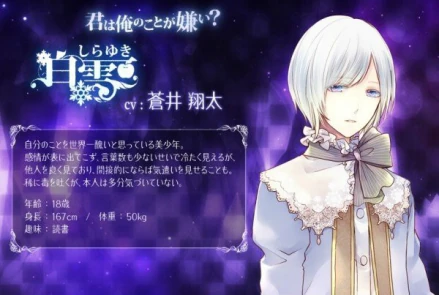 君は俺のことが嫌い?
しらゆき
白雪
cv : 蒼井 翔太
自分のことを世界一醜いと思っている美少年。
感情が表に出てこず、言葉数も少ないせいで冷たく見えるが、
他人を良く見ており、間接的にならば気遣いを見せることも。
稀に毒を吐くが、本人は多分気づいていない。
年齢 : 18歳
身長 : 167cm / 体重 : 50kg
趣味 : 読書